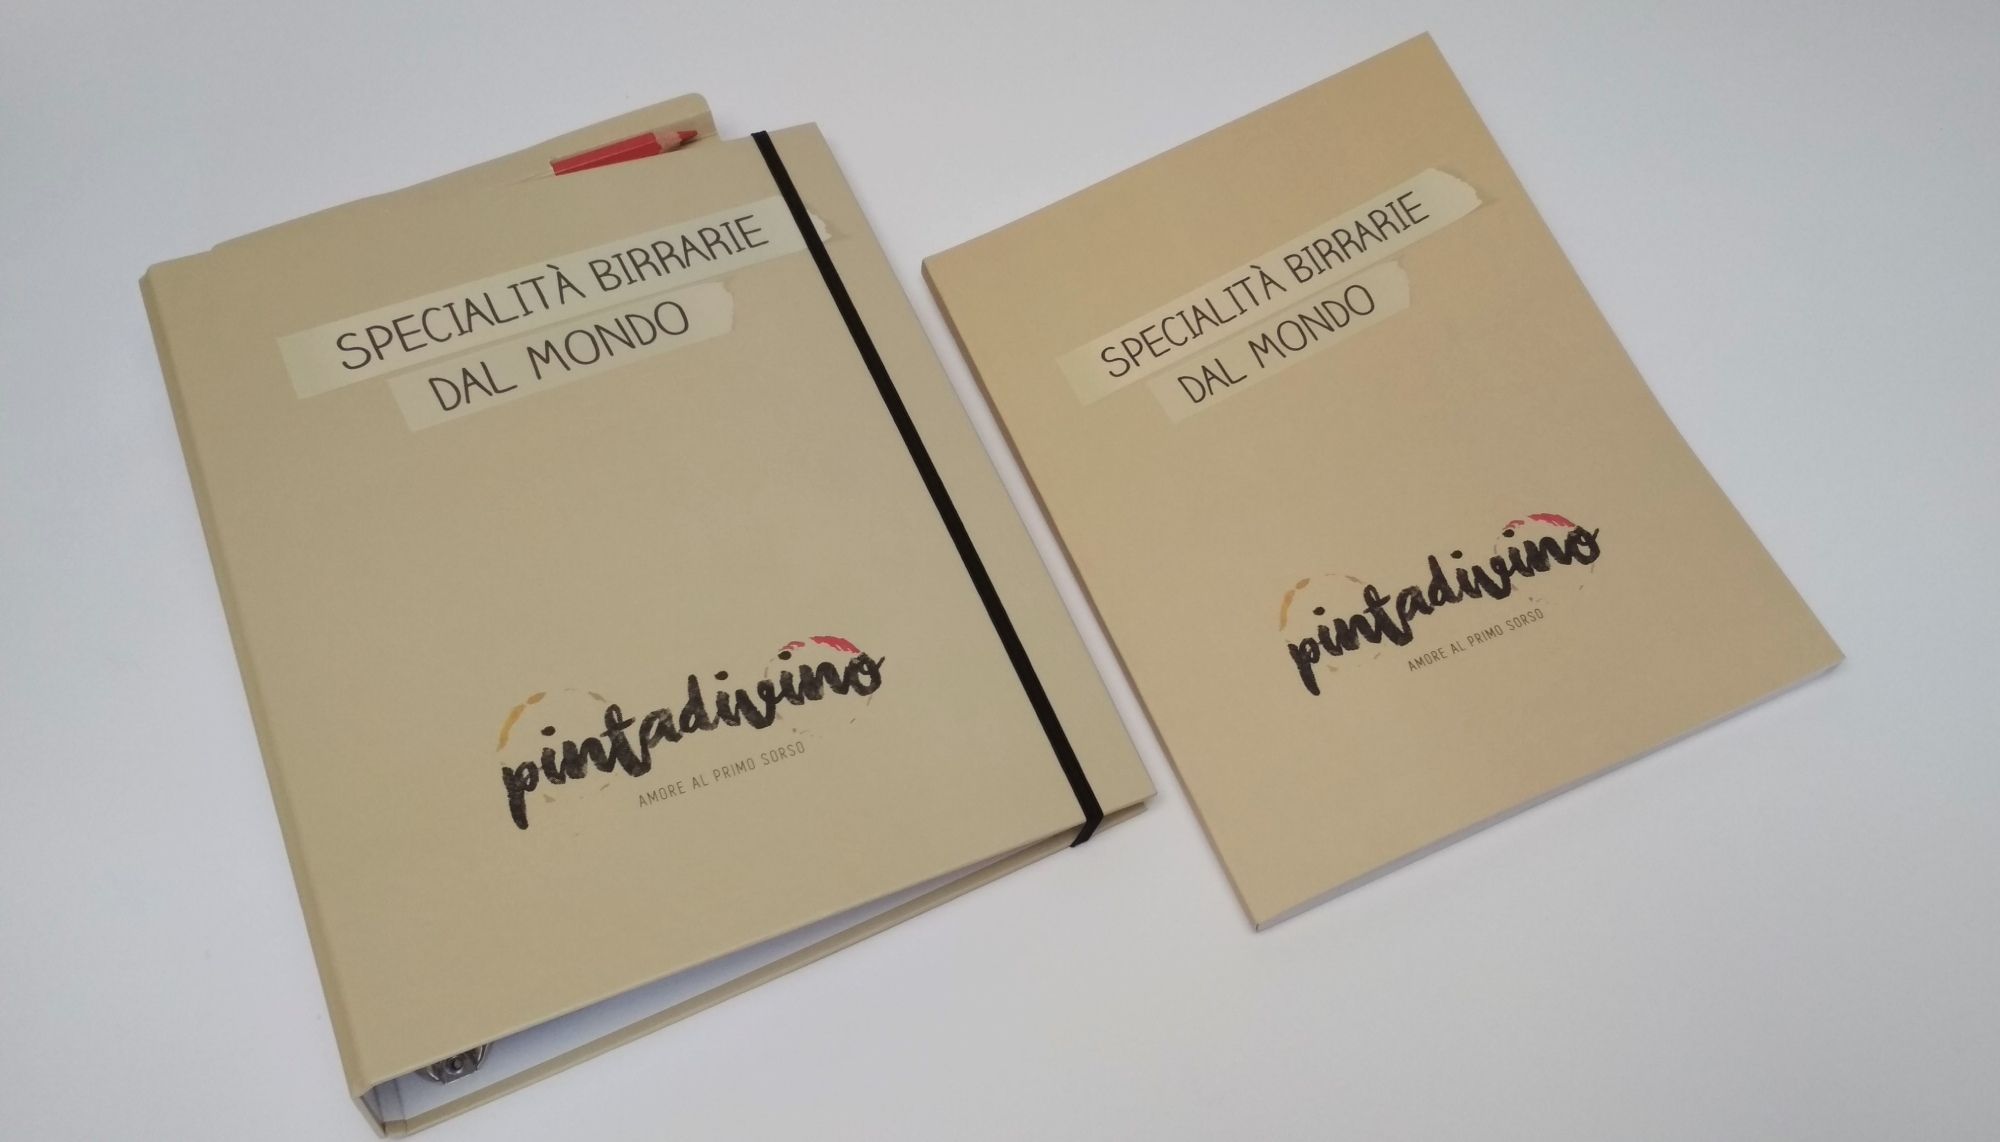 SPECIALITÀ BIRRARIE
DAL MONDO
pintadivino
AMORE AL PRIMO SORSO
SPECIALITÀ BIRRARIE
DAL MONDO
pintadivino
AMORE AL PRIMO SORSO